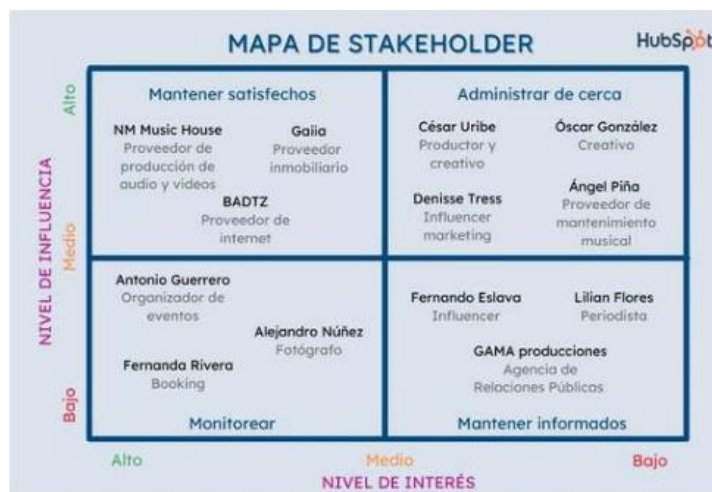 MAPA DE STAKEHOLDER
HubSpot
NIVEL DE INFLUENCIA
Alto
Medio
Bajo
Mantener satisfechos
NM Music House
Proveedor de
producción de
audio y videos
Gaiia
Proveedor
inmobiliario
BADTZ
Proveedor de
internet
Administrar de cerca
César Uribe
Productor y
creativo
Óscar González
Creativo
Denisse Tress
Influencer
marketing
Ángel Piña
Proveedor de
mantenimiento
musical
Antonio Guerrero
Organizador de
eventos
Alejandro Núñez
Fotógrafo
Fernanda Rivera
Booking
Monitorear
Fernando Eslava
Influencer
Lilian Flores
Periodista
GAMA producciones
Agencia de
Relaciones Públicas
Mantener informados
Alto
Medio
Bajo
NIVEL DE INTERÉS